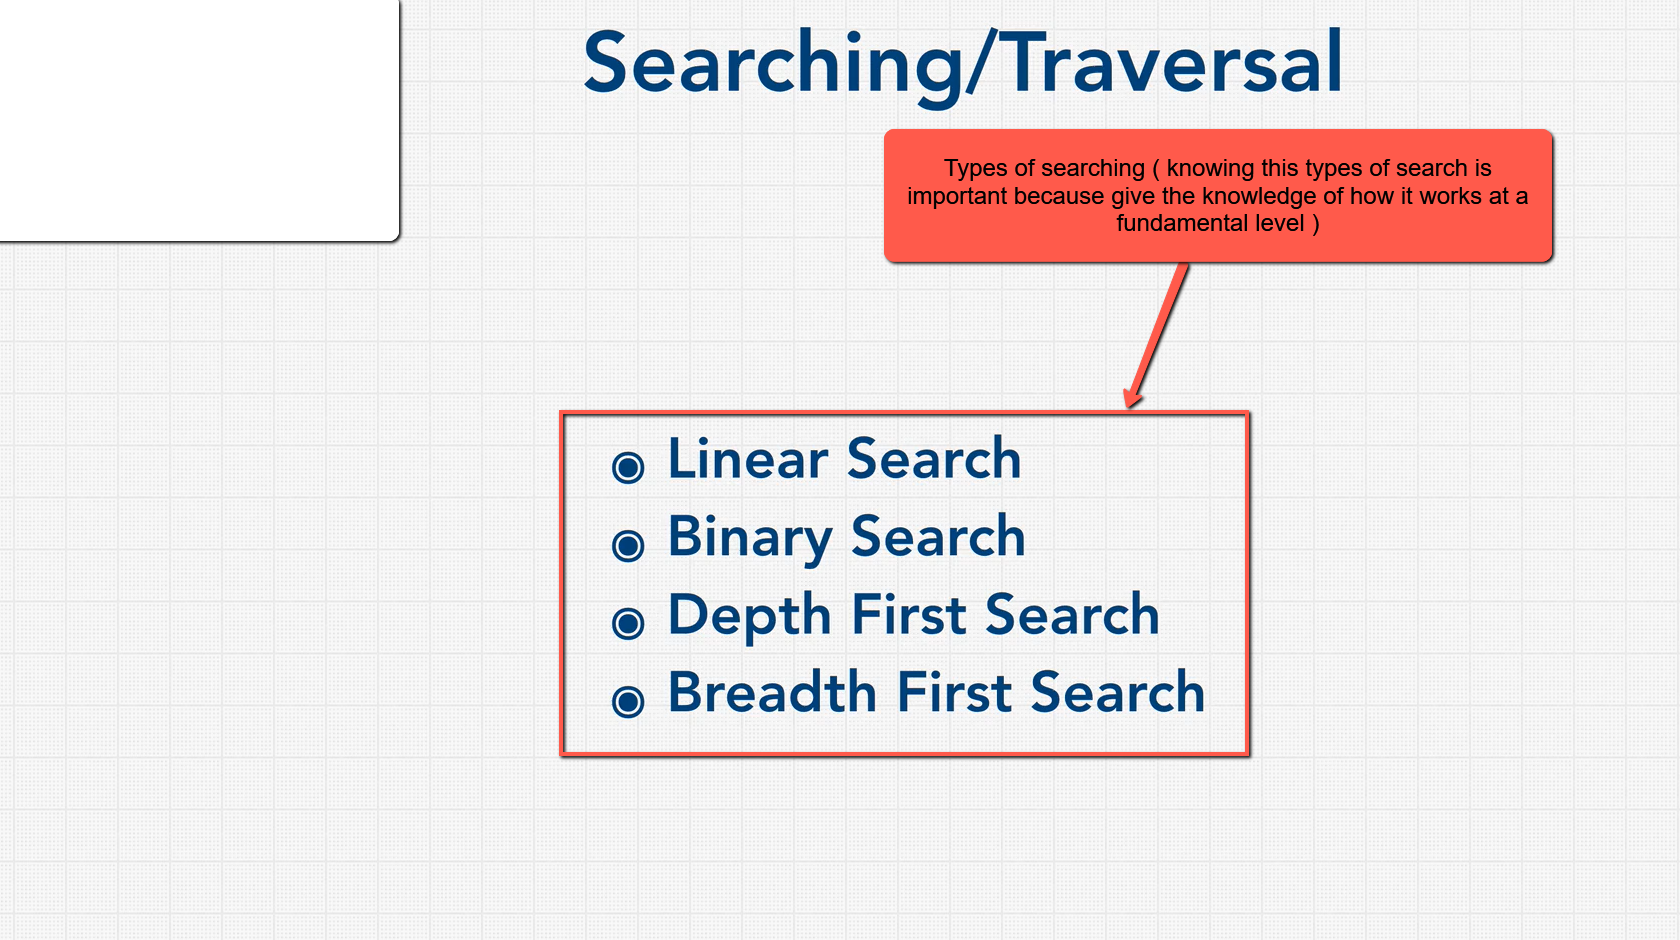 Searching/Traversal
Types of searching ( knowing this types of search is
important because give the knowledge of how it works at a
fundamental level )
Linear Search
Binary Search
Depth First Search
Breadth First Search